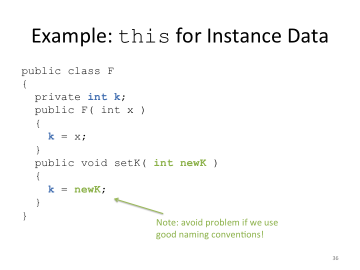 Example: this for Instance Data
public class F
{
private int k;
public F( int x )
{
k = x;
}
public void setK( int newK )
{
k = newK;
}
}
Note: avoid problem if we use
good naming conventions!
36